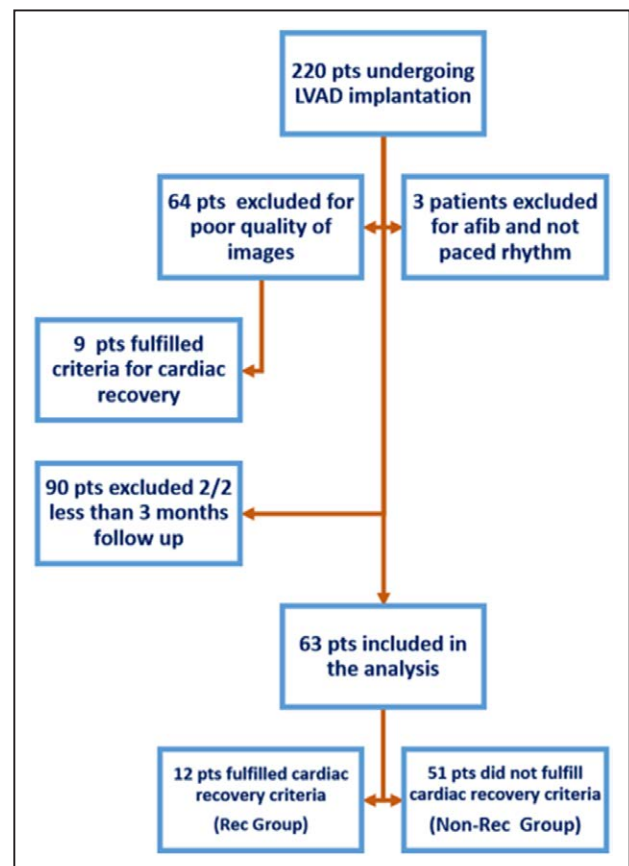 220 pts undergoing
LVAD implantation
64 pts excluded for
poor quality of
images
3 patients excluded
for afib and not
paced rhythm
9 pts fulfilled
criteria for cardiac
recovery
90 pts excluded 2/2
less than 3 months
follow up
63 pts included in
the analysis
12 pts fulfilled cardiac
recovery criteria
(Rec Group)
51 pts did not fulfill
cardiac recovery criteria
(Non-Rec Group)